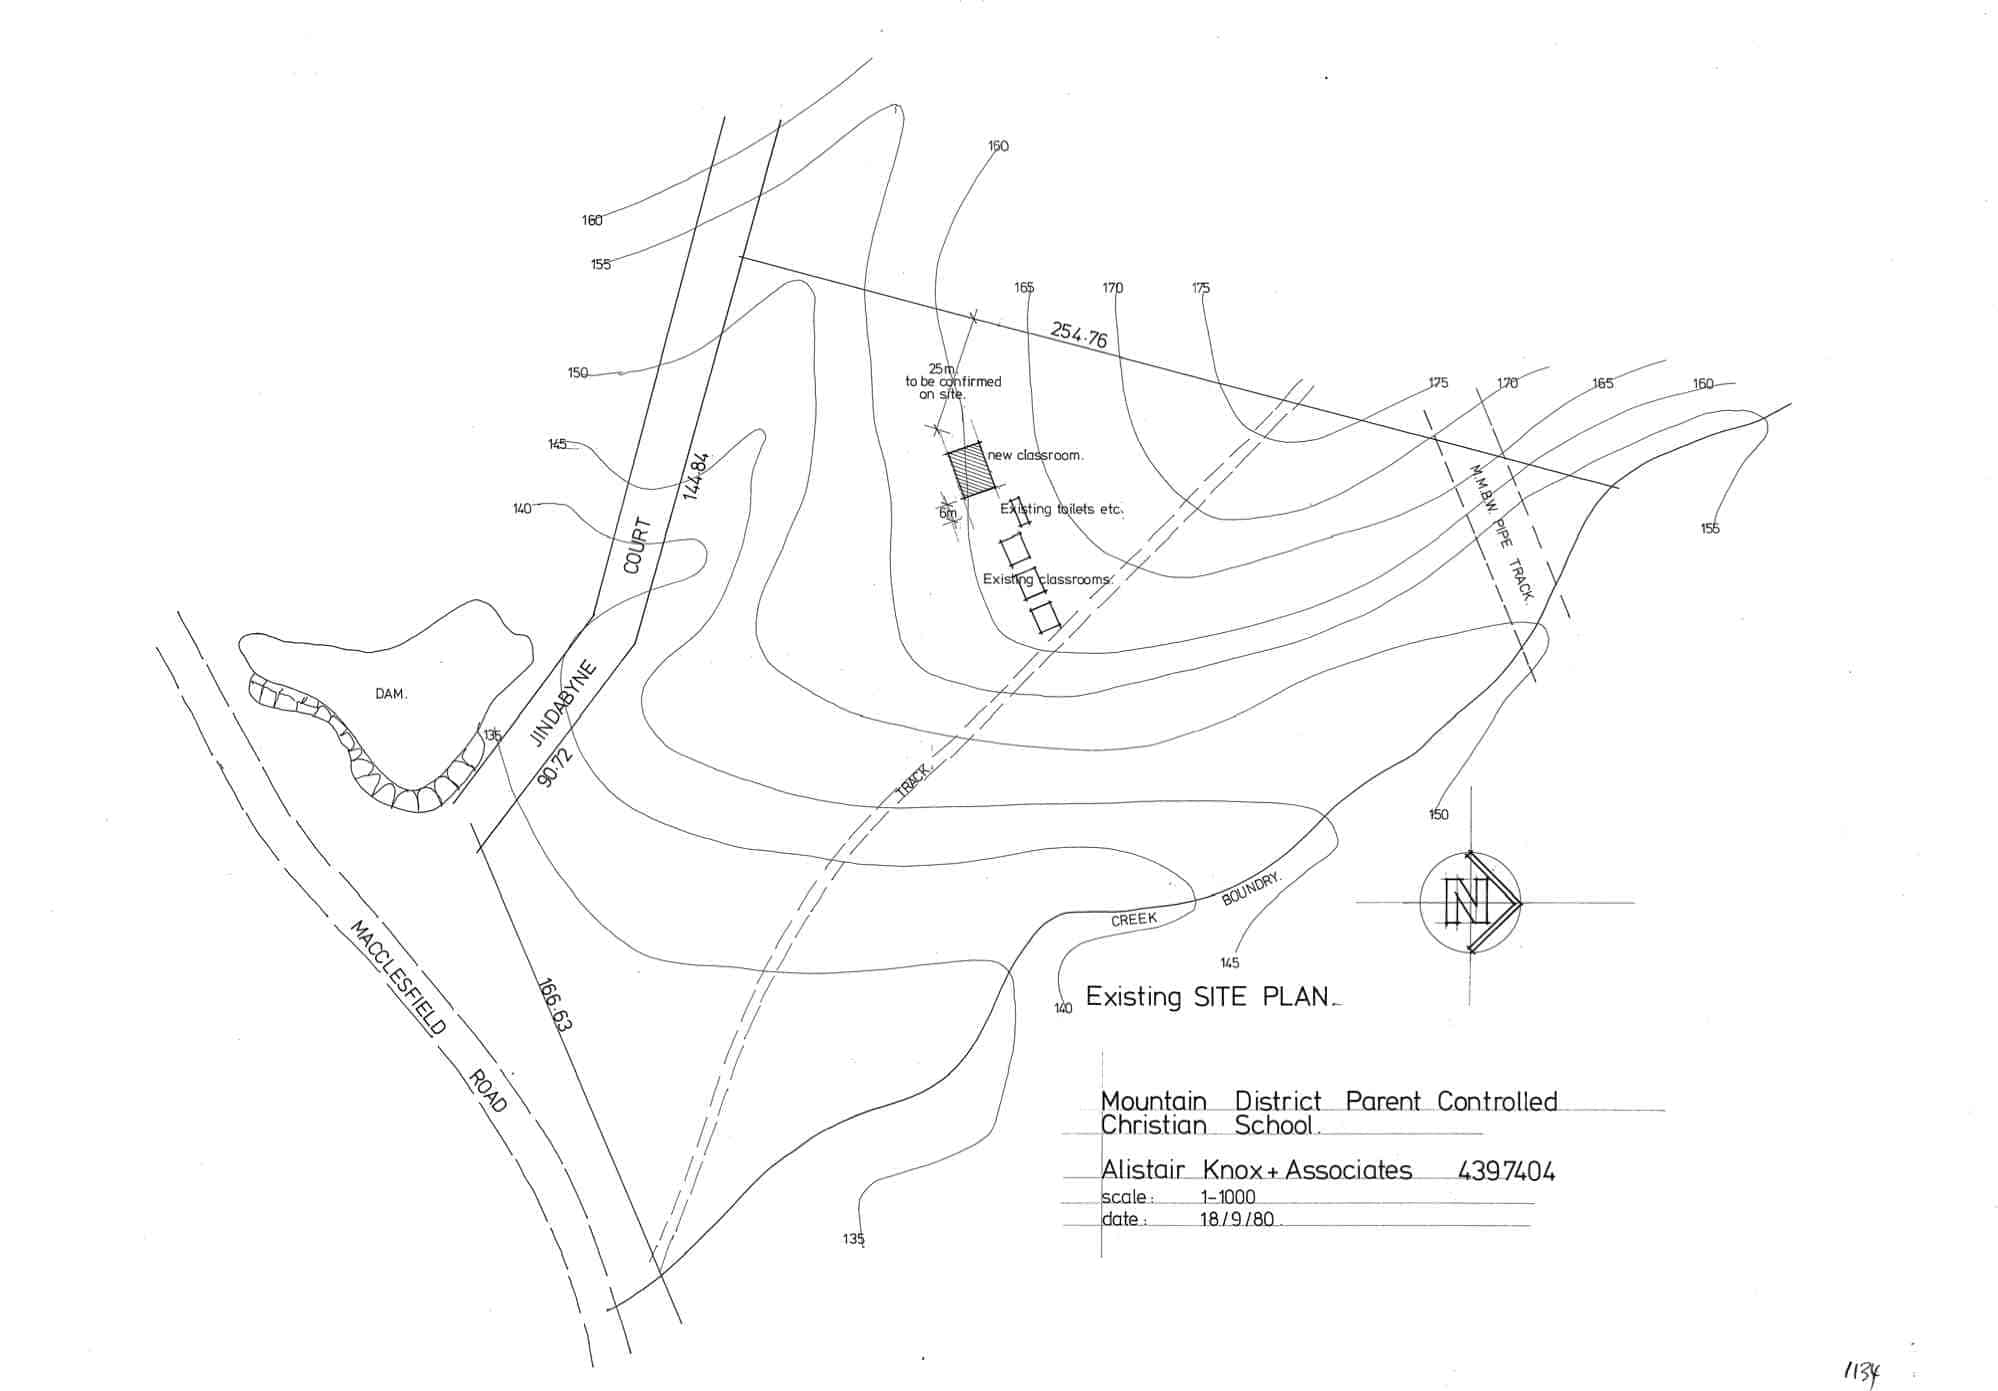 160
160
155
165
170
175
254.76
150
25m.
to be confirmed
on site.
175
170
165
160
145
144.84
new classroom.
140
6m
Existing toilets etc.
M.M.B.W. PIPE TRACK.
155
COURT
Existing classrooms.
DAM.
JINDABYNE
135
90.72
TRACK.
150
N
BOUNDRY.
CREEK
MACCLESFIELD
ROAD
166.63
145
140
Existing SITE PLAN.
Mountain District Parent Controlled
Christian School.
Alistair Knox + Associates 4397404
scale: 1-1000
date: 18/9/80
135
1134